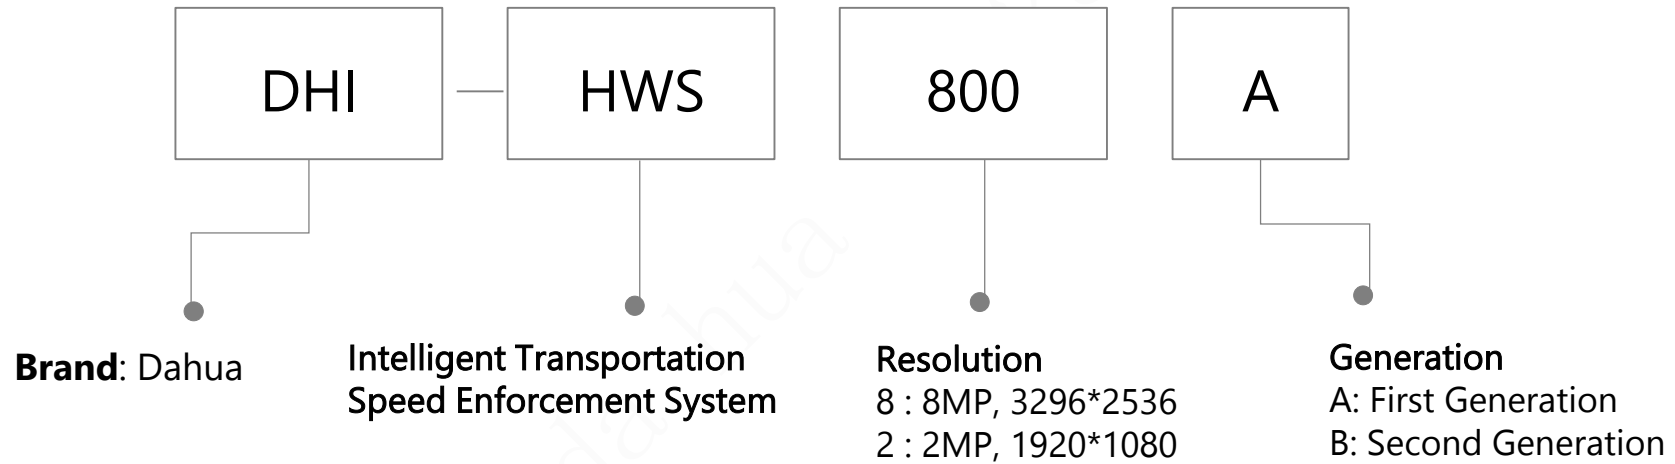 DHI — HWS 800 A
Brand: Dahua
Intelligent Transportation
Speed Enforcement System
Resolution
8 : 8MP, 3296*2536
2 : 2MP, 1920*1080
Generation
A: First Generation
B: Second Generation
dahua